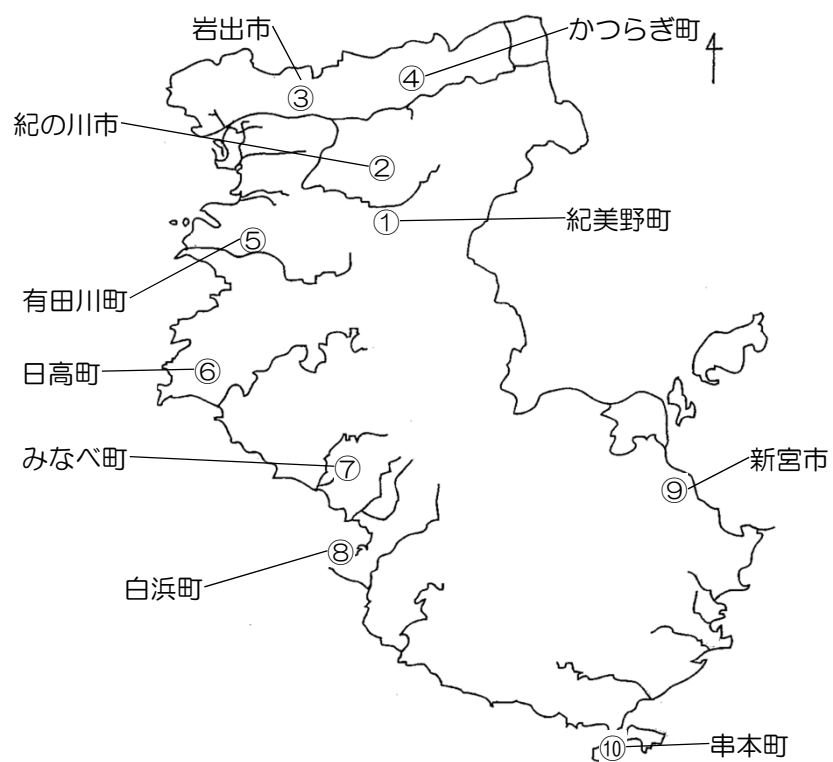 岩出市
かつらぎ町
④
③
紀の川市
②
①
紀美野町
⑤
有田川町
日高町
⑥
みなべ町
⑦
新宮市
⑨
⑧
白浜町
⑩
串本町